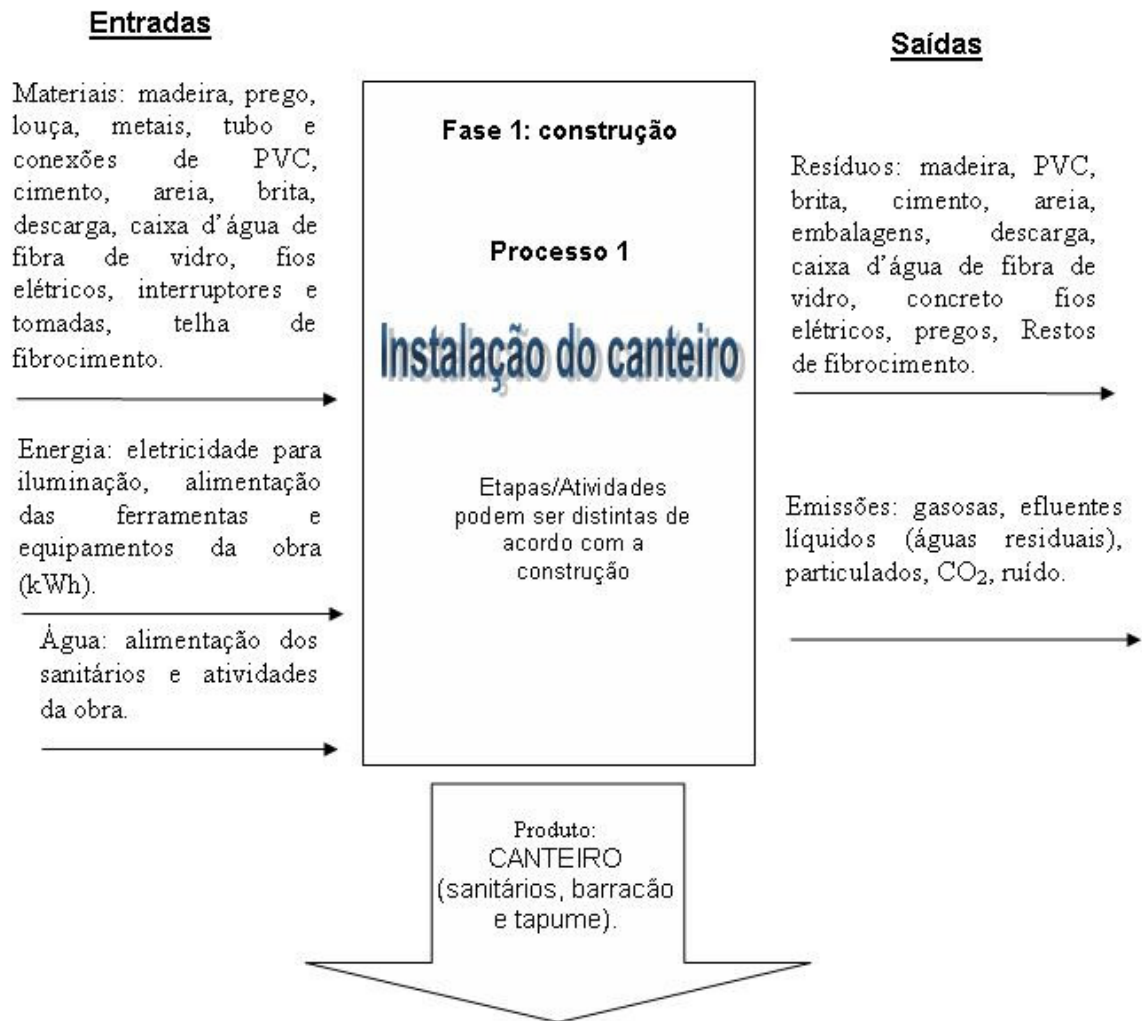 Entradas
Materiais: madeira, prego,
louça, metais, tubo e
conexões de PVC,
cimento, areia, brita,
descarga, caixa d'água de
fibra de vidro, fios
elétricos, interruptores e
tomadas, telha de
fibrocimento.
Energia: eletricidade para
iluminação, alimentação
das ferramentas e
equipamentos da obra
(kWh).
Água: alimentação dos
sanitários e atividades
da obra.
Fase 1: construção
Processo 1
Instalação do canteiro
Etapas/Atividades
podem ser distintas de
acordo com a
construção
Saídas
Resíduos: madeira, PVC,
brita, cimento, areia,
embalagens, descarga,
caixa d'água de fibra de
vidro, concreto fios
elétricos, pregos, Restos
de fibrocimento.
Emissões: gasosas, efluentes
líquidos (águas residuais),
particulados, CO₂, ruído.
Produto:
CANTEIRO
(sanitários, barracão
e tapume).